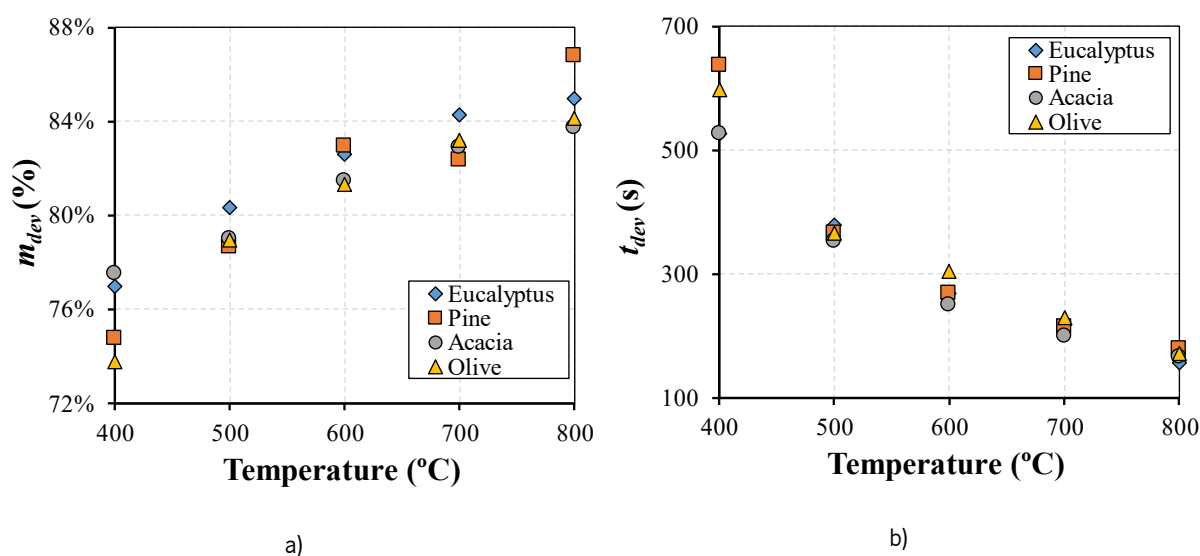 88%
84%
80%
76%
72%
m_dev (%)
400 500 600 700 800
Temperature (ºC)
Eucalyptus
Pine
Acacia
Olive
a)
700
500
300
100
t_dev (s)
400 500 600 700 800
Temperature (ºC)
Eucalyptus
Pine
Acacia
Olive
b)